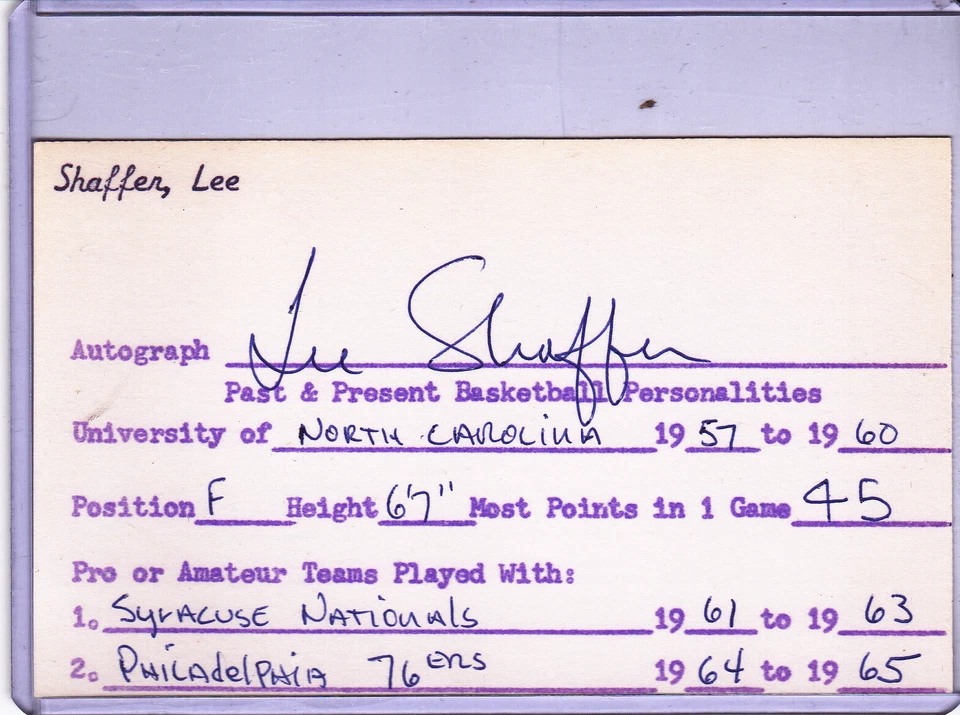 Shaffer, Lee
Autograph Lee Shaffer
Past & Present Basketball Personalities
University of NORTH CAROLINA 19 57 to 19 60
Position F Height 6'7" Most Points in 1 Game 45
Pro or Amateur Teams Played With:
1. SYRACUSE NATIONALS 19 61 to 19 63
2. PHILADELPHIA 76ERS 19 64 to 19 65